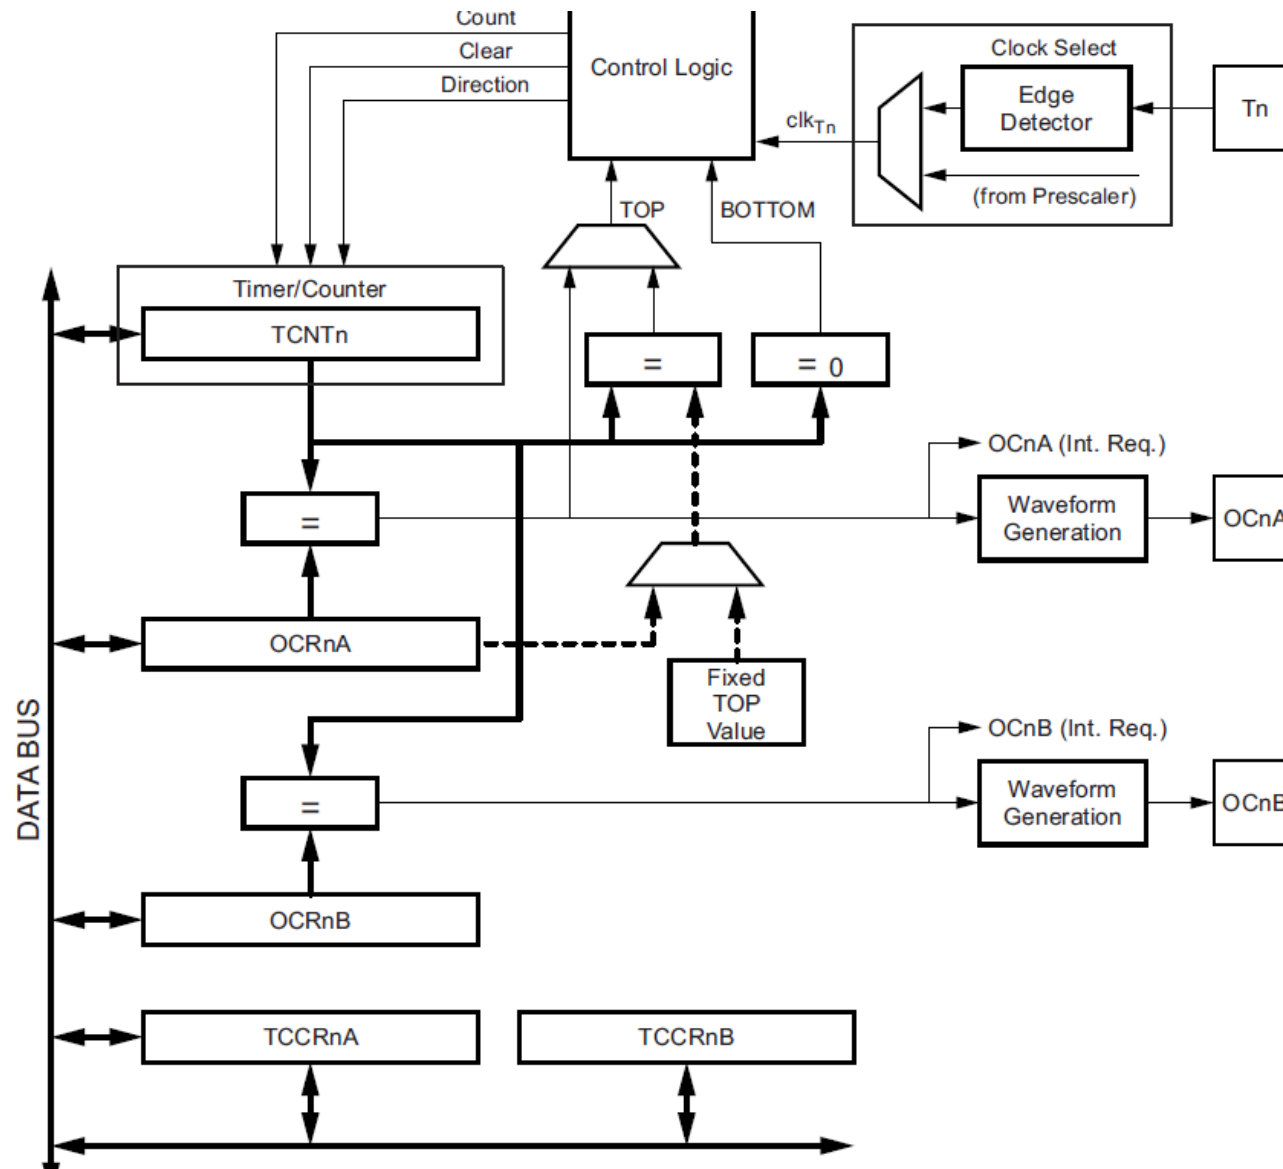 Count
Clear
Direction
Control Logic
Clock Select
Edge
Detector
Tn
clkTn
(from Prescaler)
TOP
BOTTOM
Timer/Counter
TCNTn
=
= 0
OCnA (Int. Req.)
=
Waveform
Generation
OCnA
OCRnA
Fixed
TOP
Value
DATA BUS
OCnB (Int. Req.)
=
Waveform
Generation
OCnB
OCRnB
TCCRnA
TCCRnB